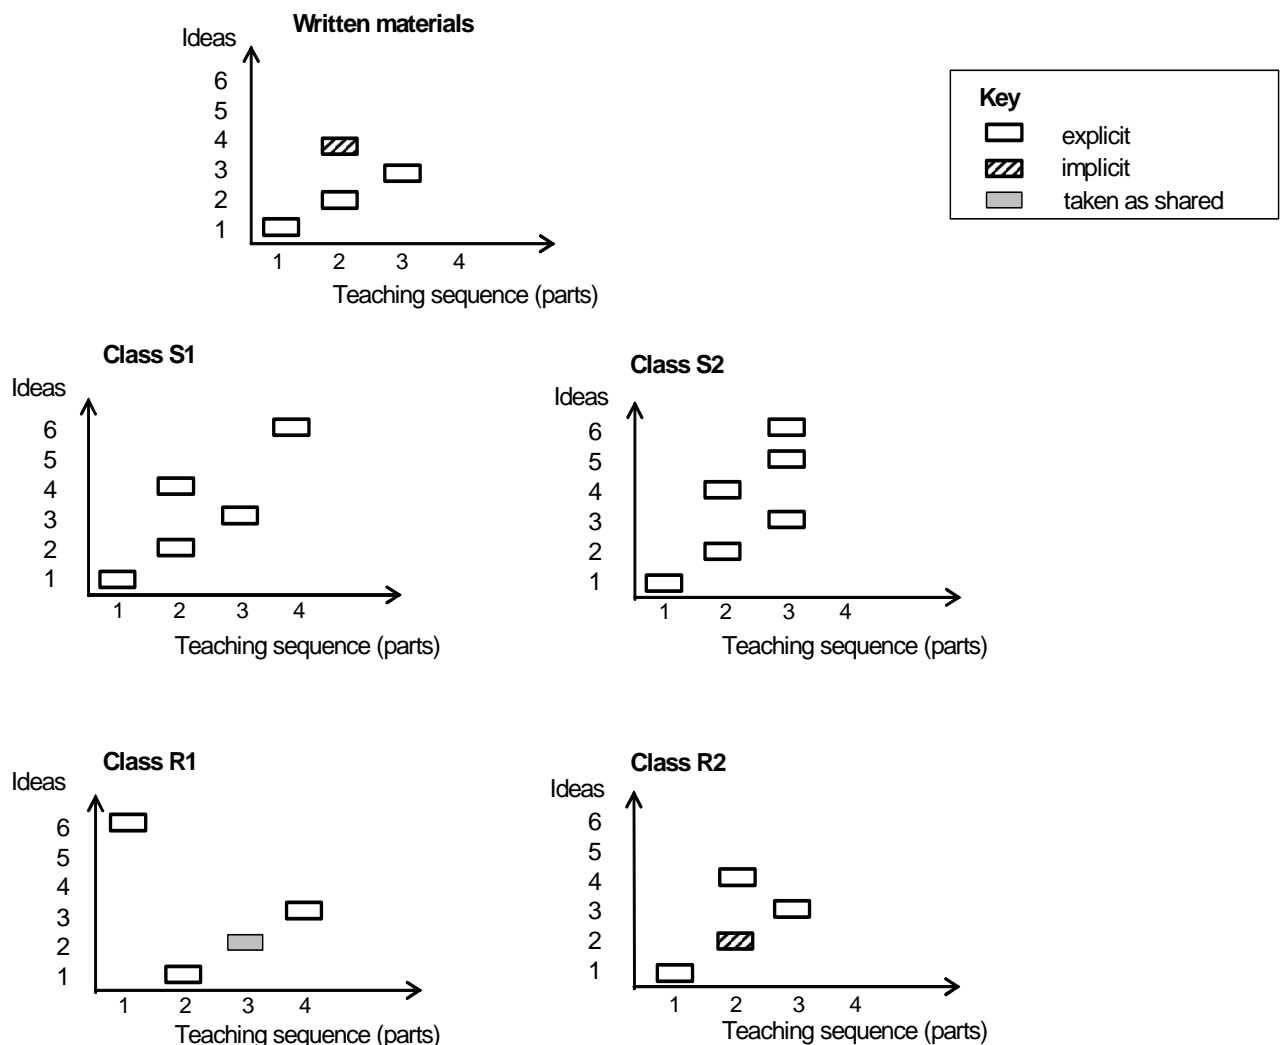 Written materials
Ideas
6
5
4
3
2
1
1 2 3 4
Teaching sequence (parts)
Key
explicit
implicit
taken as shared
Class S1
Ideas
6
5
4
3
2
1
1 2 3 4
Teaching sequence (parts)
Class S2
Ideas
6
5
4
3
2
1
1 2 3 4
Teaching sequence (parts)
Class R1
Ideas
6
5
4
3
2
1
1 2 3 4
Teaching sequence (parts)
Class R2
Ideas
6
5
4
3
2
1
1 2 3 4
Teaching sequence (parts)